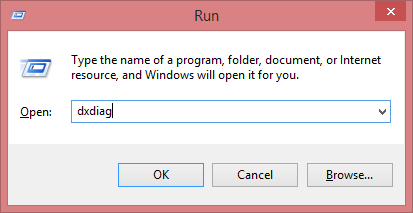 Run
Type the name of a program, folder, document, or Internet
resource, and Windows will open it for you.
Open: dxdiag
OK Cancel Browse...